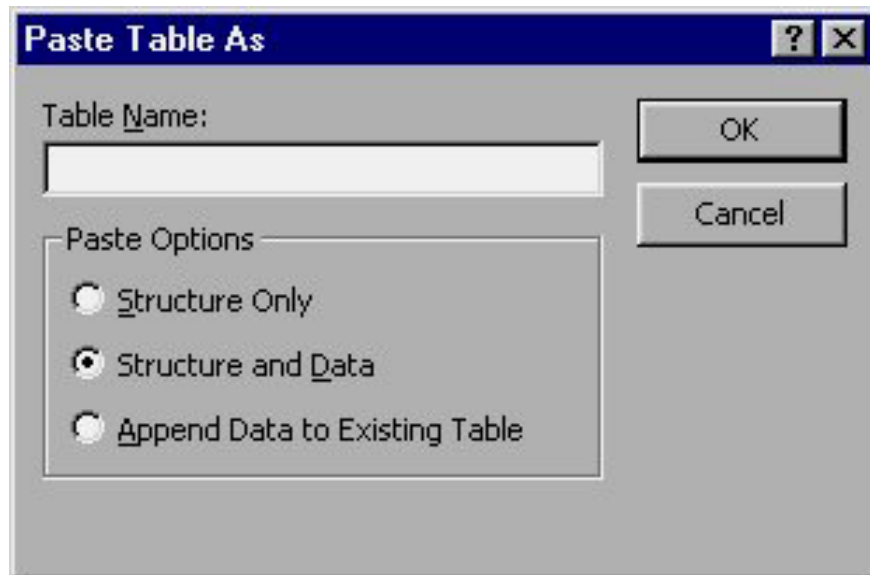 Paste Table As
Table Name:
OK
Cancel
Paste Options
Structure Only
Structure and Data
Append Data to Existing Table